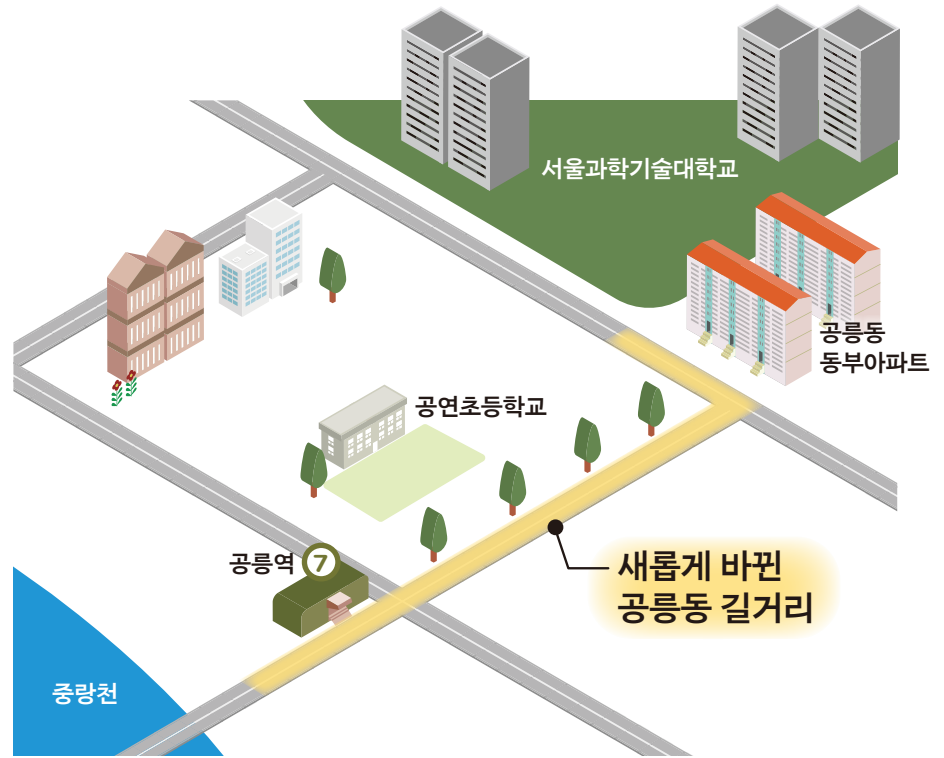 서울과학기술대학교
공릉동
동부아파트
공연초등학교
공릉역 7
새롭게 바뀐
공릉동 길거리
중랑천